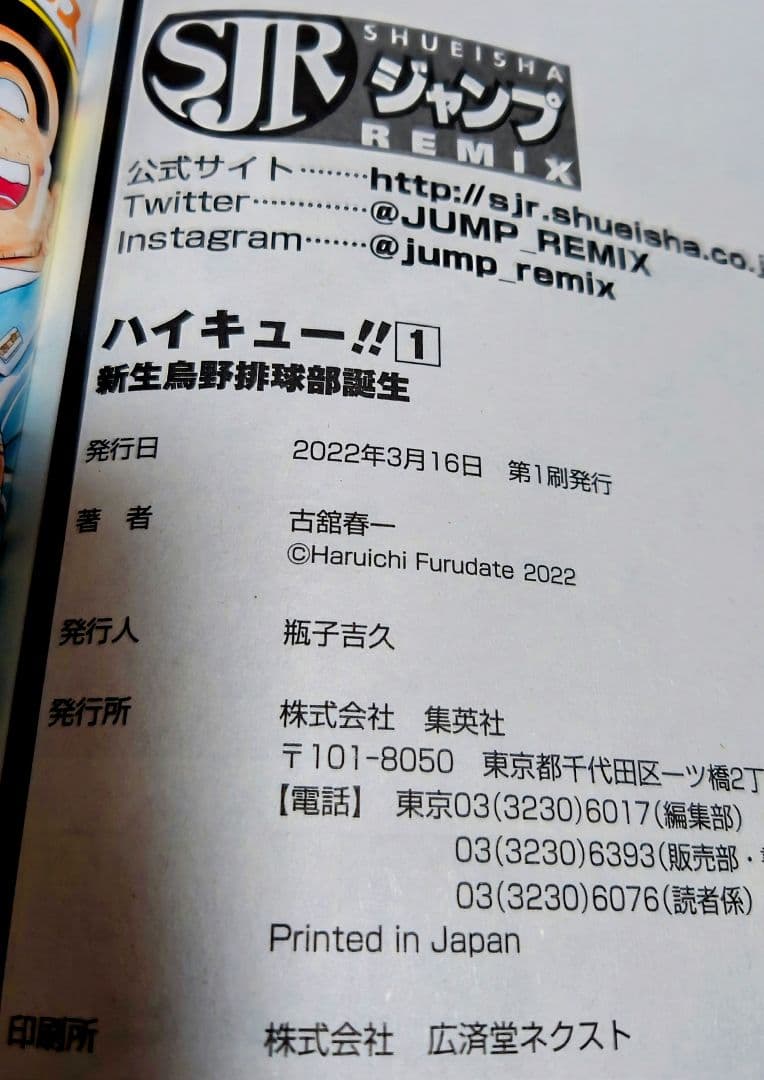 SJR
SHUEISHA
ジャンプ
REMIX
公式サイト········http://sjr.shueisha.co.j
Twitter·············@JUMP_REMIX
Instagram·······@jump_remix
ハイキュー!!1
新生烏野排球部誕生
発行日 2022年3月16日 第1刷発行
著 者 古舘春一
©Haruichi Furudate 2022
発行人 瓶子吉久
発行所 株式会社 集英社
〒101-8050 東京都千代田区一ツ橋2丁
【電話】 東京03(3230)6017(編集部)
03(3230)6393(販売部・
03(3230)6076(読者係)
Printed in Japan
印刷所 株式会社 広済堂ネクスト